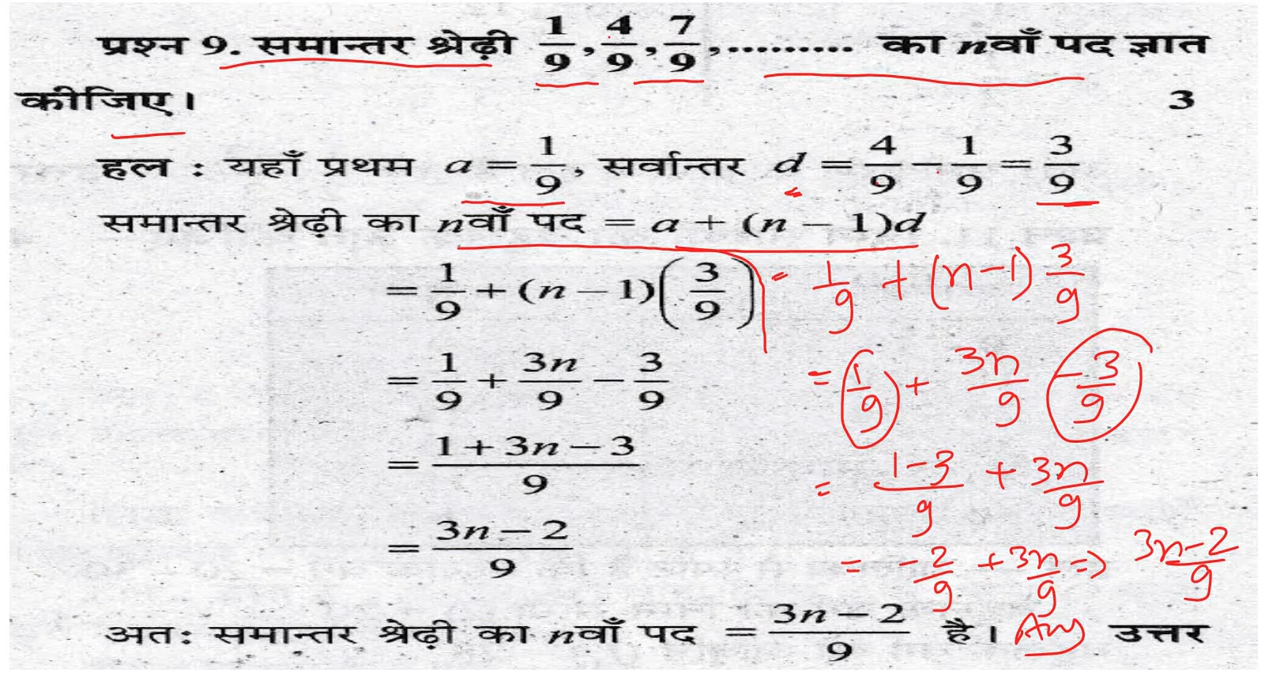 प्रश्न 9. समान्तर श्रेढ़ी 1/9, 4/9, 7/9, ......... का nवाँ पद ज्ञात
कीजिए। 3
हल : यहाँ प्रथम a = 1/9, सर्वान्तर d = 4/9 − 1/9 = 3/9
समान्तर श्रेढ़ी का nवाँ पद = a + (n − 1)d
= 1/9 + (n − 1)(3/9)
= 1/9 + 3n/9 − 3/9
= (1 + 3n − 3)/9
= (3n − 2)/9
= 1/9 + (n−1) 3/9
= 1/9 + 3n/9 − 3/9
= (1−3)/9 + 3n/9
= −2/9 + 3n/9 => (3n−2)/9
अतः समान्तर श्रेढ़ी का nवाँ पद = (3n − 2)/9 है। Ans उत्तर